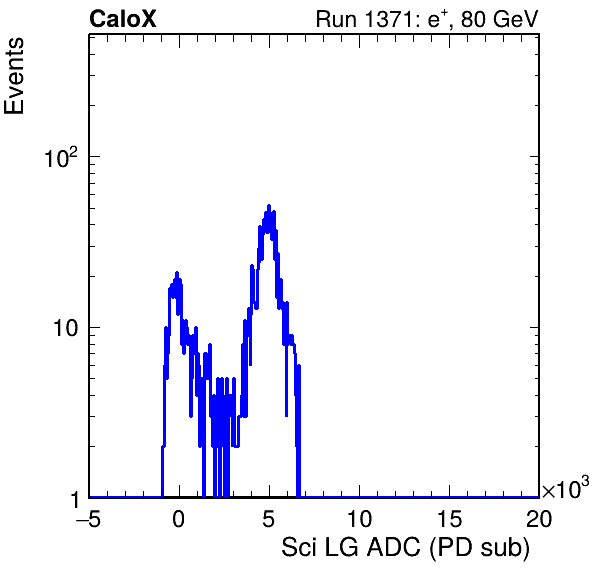 CaloX Run 1371: e⁺, 80 GeV
Events
10²
10
1
−5 0 5 10 15 20 ×10³
Sci LG ADC (PD sub)